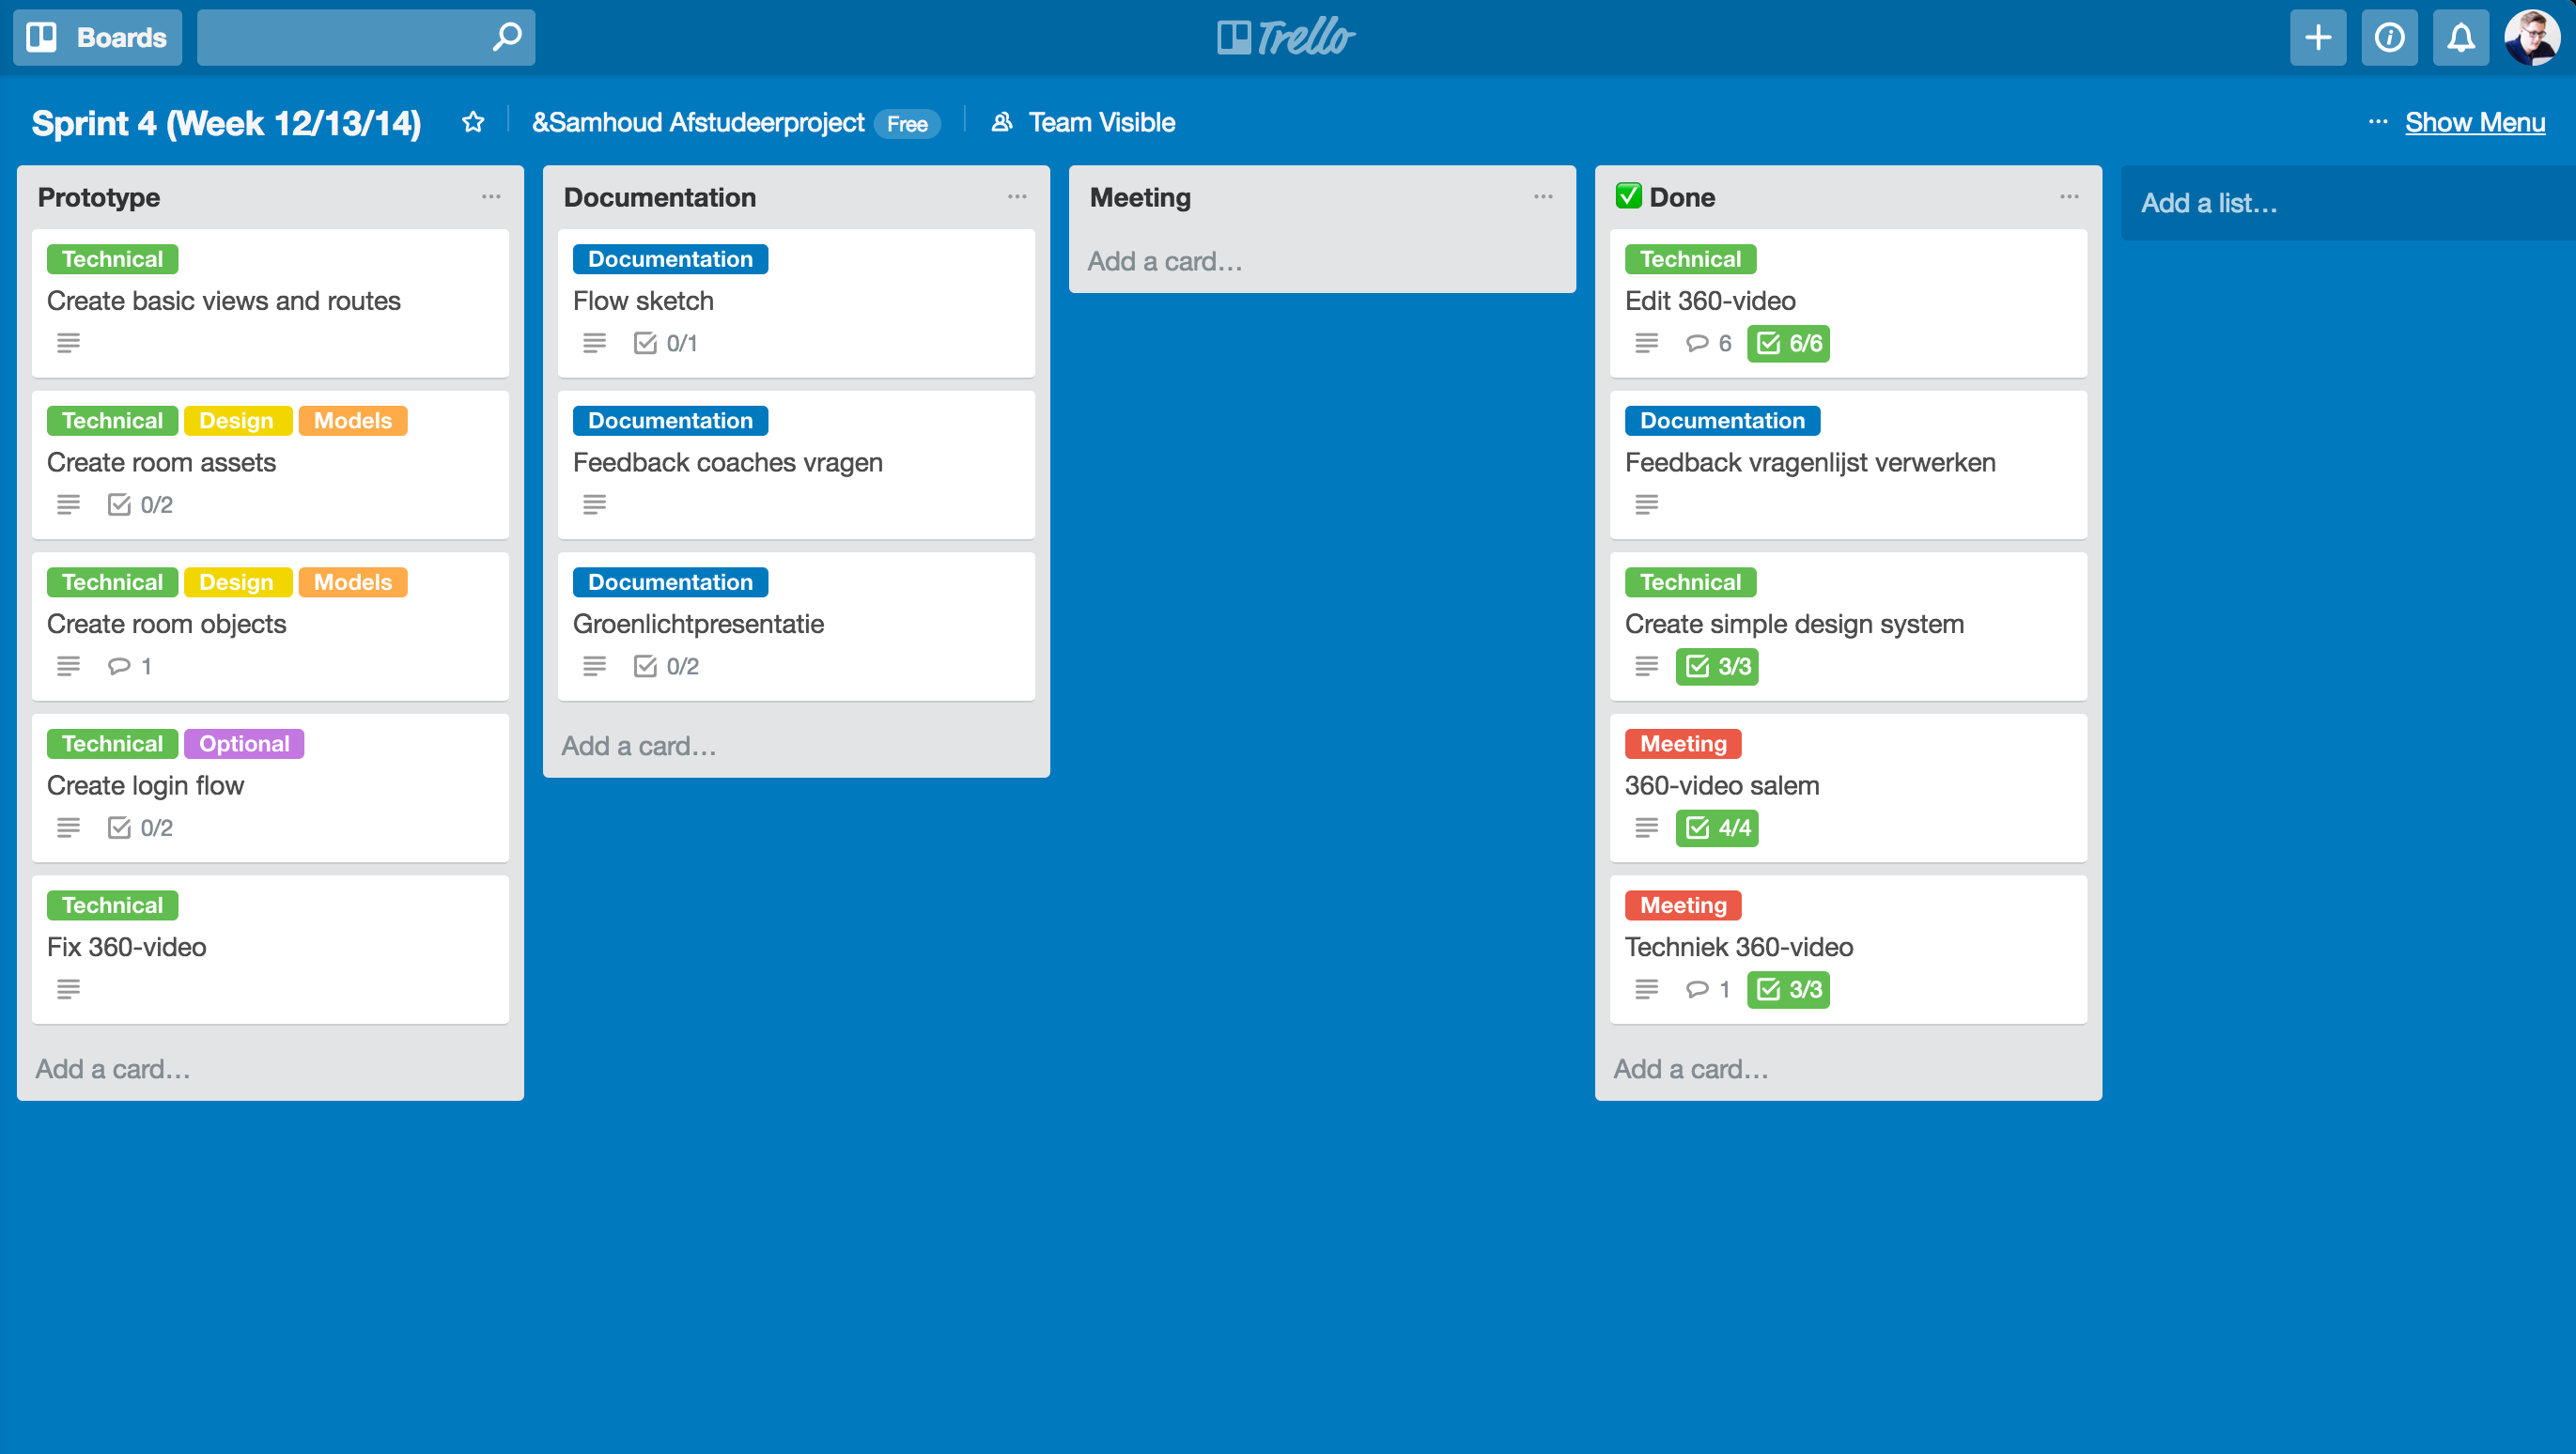 Boards
Trello
Sprint 4 (Week 12/13/14)
&Samhoud Afstudeerproject Free
Team Visible
... Show Menu
Prototype
Technical
Create basic views and routes
Technical Design Models
Create room assets
0/2
Technical Design Models
Create room objects
1
Technical Optional
Create login flow
0/2
Technical
Fix 360-video
Add a card...
Documentation
Documentation
Flow sketch
0/1
Documentation
Feedback coaches vragen
Documentation
Groenlichtpresentatie
0/2
Add a card...
Meeting
Add a card...
✅ Done
Technical
Edit 360-video
6 6/6
Documentation
Feedback vragenlijst verwerken
Technical
Create simple design system
3/3
Meeting
360-video salem
4/4
Meeting
Techniek 360-video
1 3/3
Add a card...
Add a list...